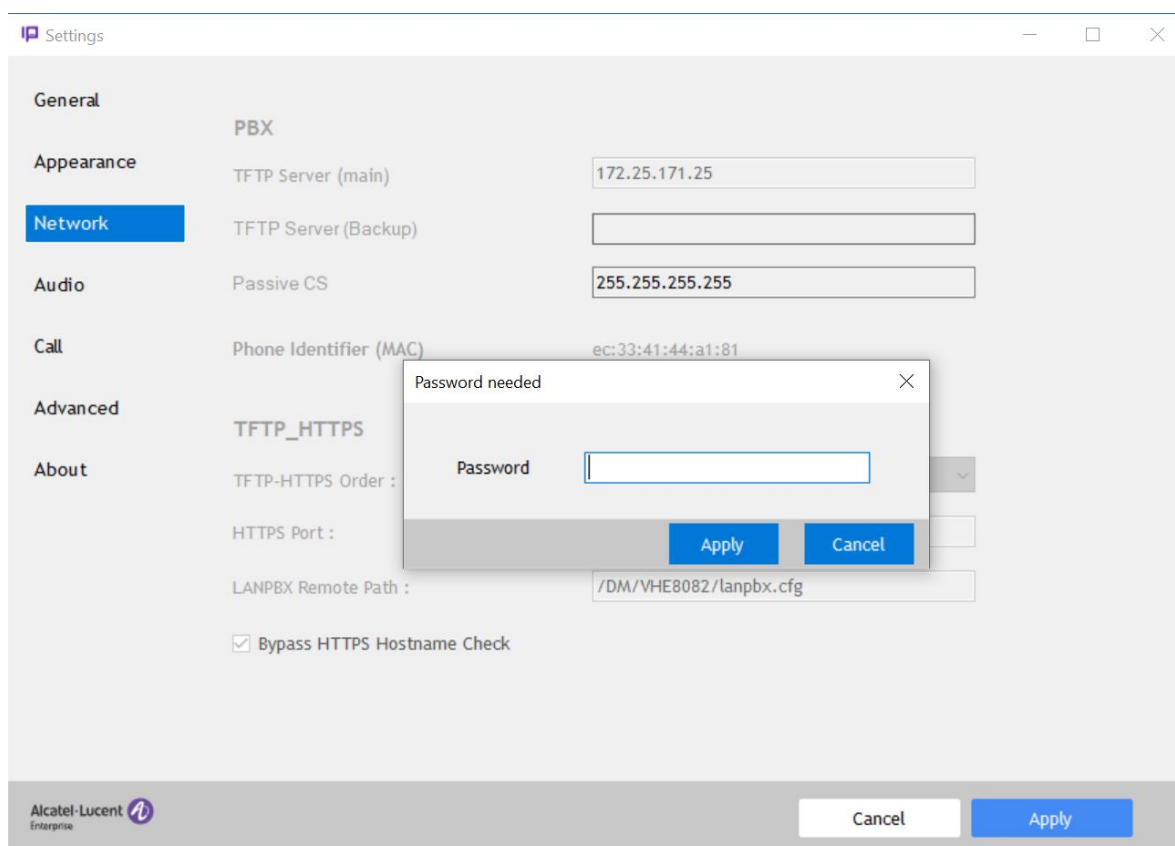 Settings
General
Appearance
Network
Audio
Call
Advanced
About
PBX
TFTP Server (main) 172.25.171.25
TFTP Server (Backup)
Passive CS 255.255.255.255
Phone Identifier (MAC) ec:33:41:44:a1:81
TFTP_HTTPS
TFTP-HTTPS Order :
HTTPS Port :
LANPBX Remote Path : /DM/VHE8082/lanpbx.cfg
Bypass HTTPS Hostname Check
Password needed
Password
Apply Cancel
Alcatel·Lucent
Enterprise
Cancel Apply